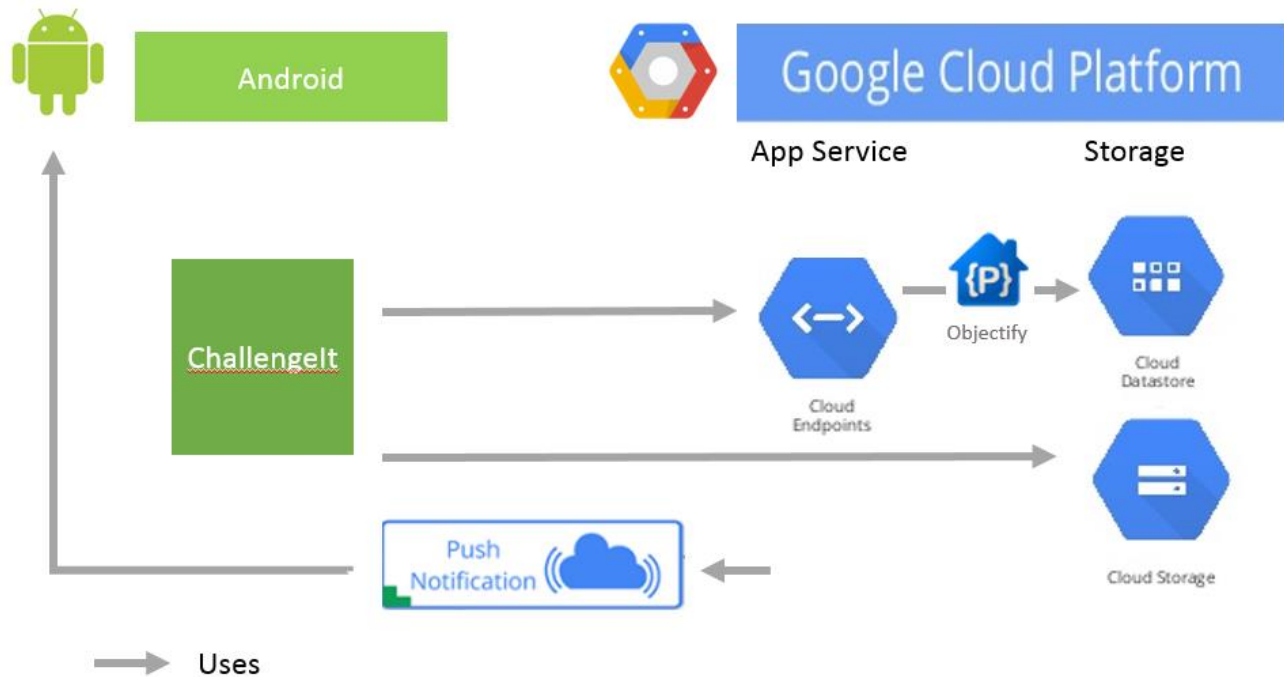 Android
Google Cloud Platform
App Service
Storage
ChallengeIt
{P}
Objectify
Cloud
Datastore
Cloud
Endpoints
Push
Notification
Cloud Storage
Uses